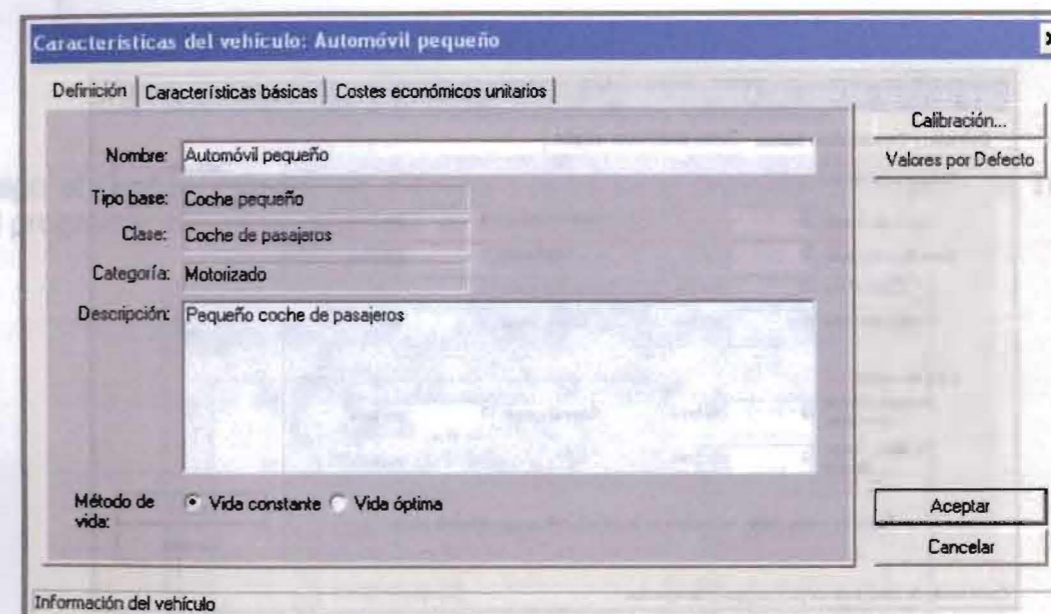 Características del vehículo: Automóvil pequeño
Definición
Características básicas
Costes económicos unitarios
Calibración...
Valores por Defecto
Nombre: Automóvil pequeño
Tipo base: Coche pequeño
Clase: Coche de pasajeros
Categoría: Motorizado
Descripción: Pequeño coche de pasajeros
Método de vida: Vida constante Vida óptima
Aceptar
Cancelar
Información del vehículo